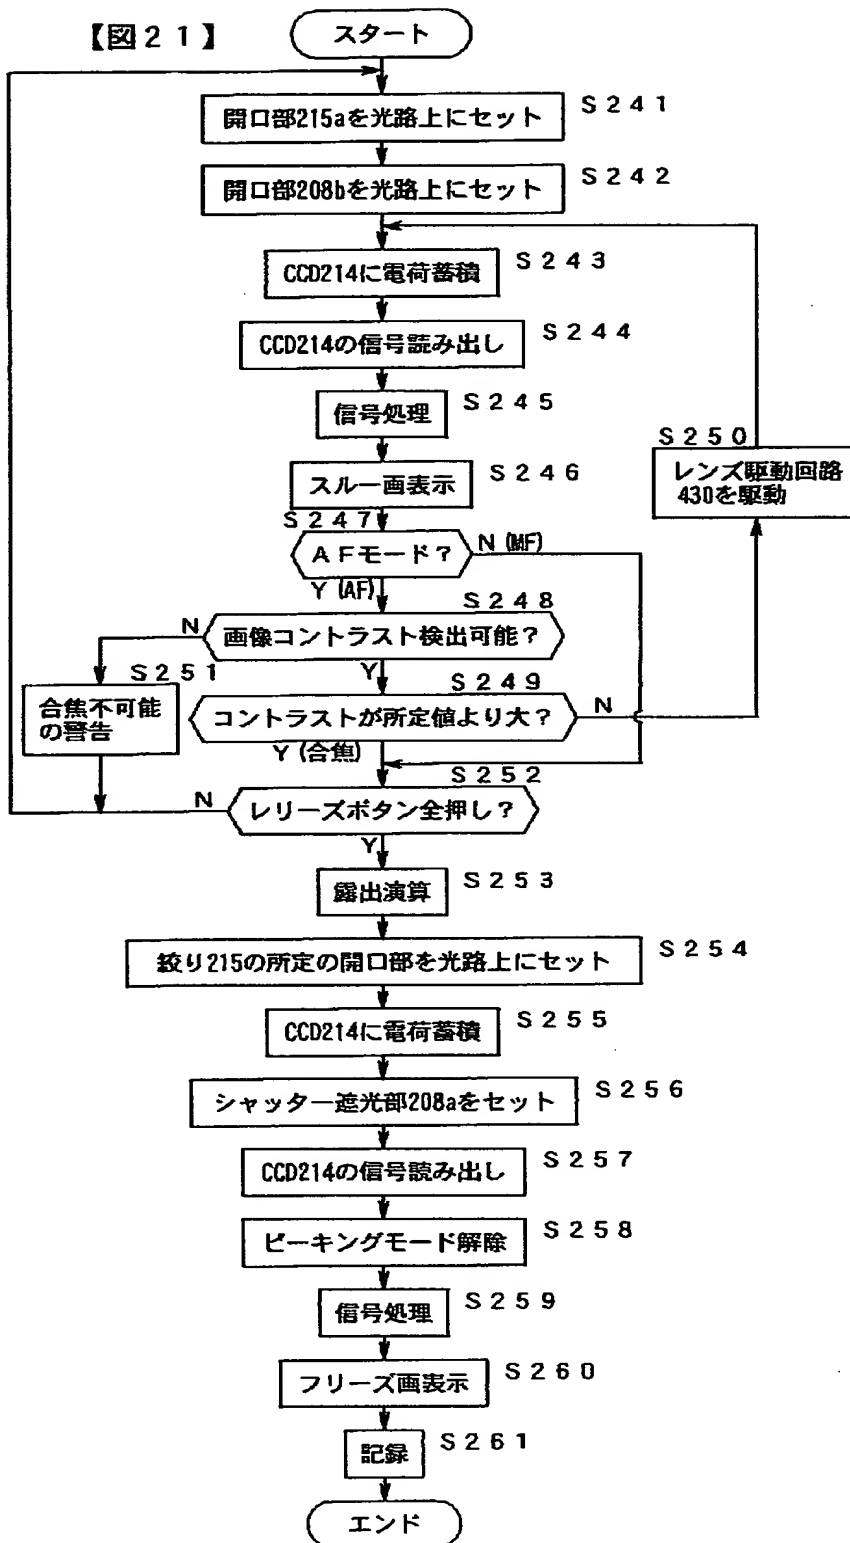 【図21】
スタート
開口部215aを光路上にセット
S241
開口部208bを光路上にセット
S242
CCD214に電荷蓄積
S243
CCD214の信号読み出し
S244
信号処理
S245
スルー画表示
S246
S247
AFモード?
N (MF)
Y (AF)
S248
画像コントラスト検出可能?
N
Y
S249
コントラストが所定値より大?
N
Y (合焦)
S250
レンズ駆動回路
430を駆動
S251
合焦不可能
の警告
S252
レリーズボタン全押し?
N
Y
露出演算
S253
絞り215の所定の開口部を光路上にセット
S254
CCD214に電荷蓄積
S255
シャッター遮光部208aをセット
S256
CCD214の信号読み出し
S257
ピーキングモード解除
S258
信号処理
S259
フリーズ画表示
S260
記録
S261
エンド